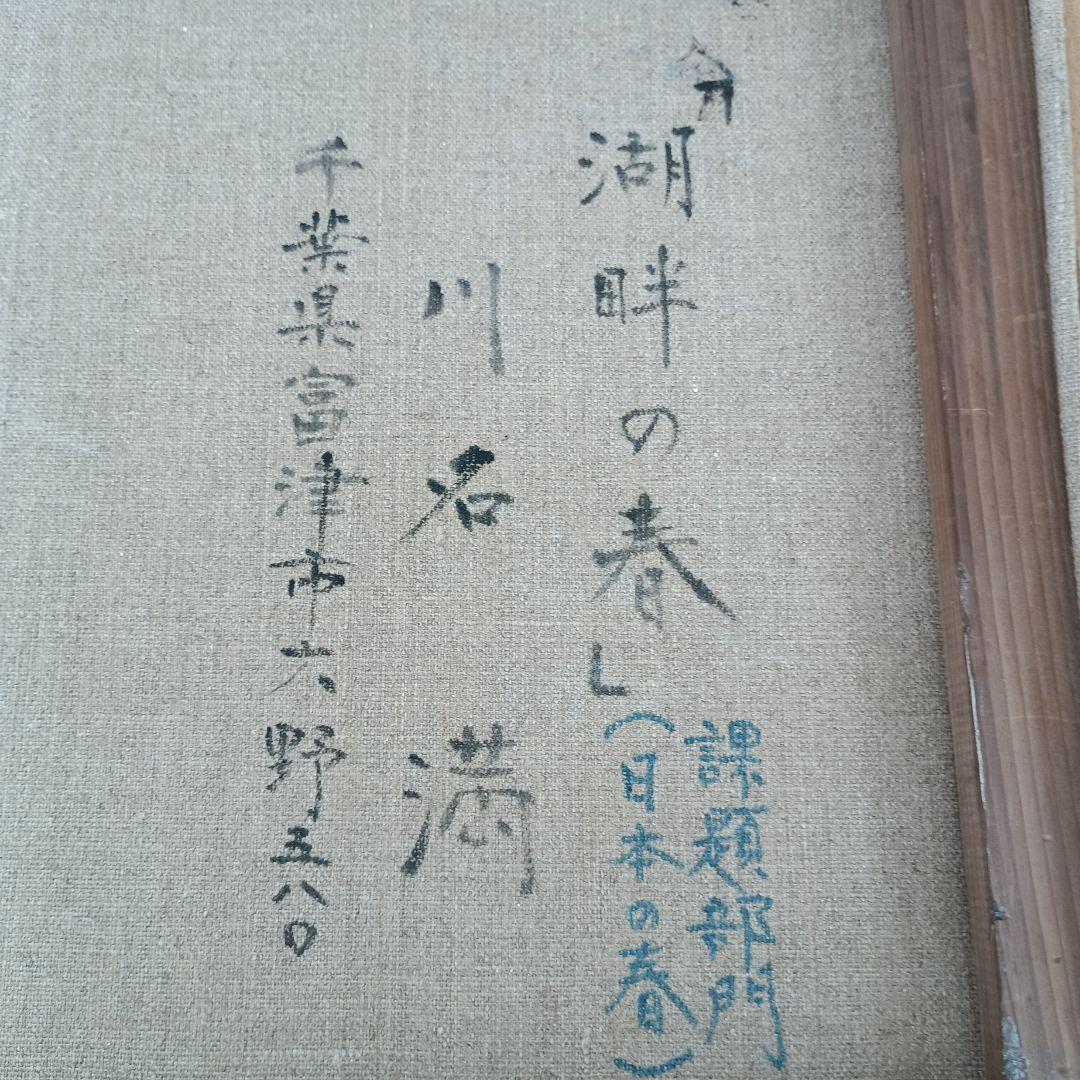 湖畔の春」
課題部門
(日本の春)
川名満
千葉県富津市六野五八〇